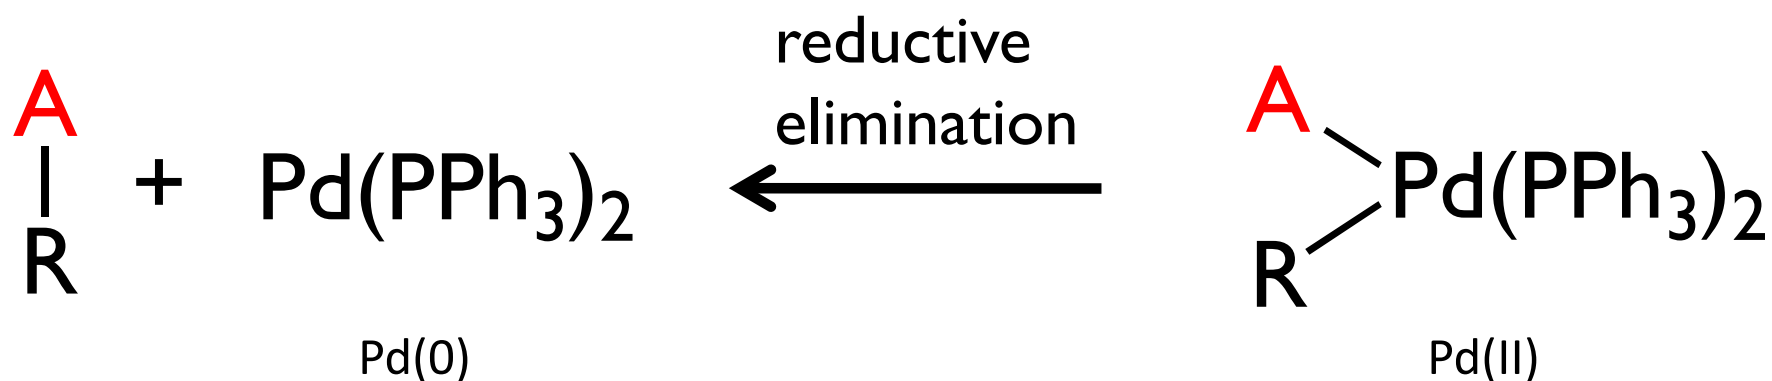 reductive
elimination
A
R
+ Pd(PPh₃)₂
Pd(0)
A
R
Pd(PPh₃)₂
Pd(II)